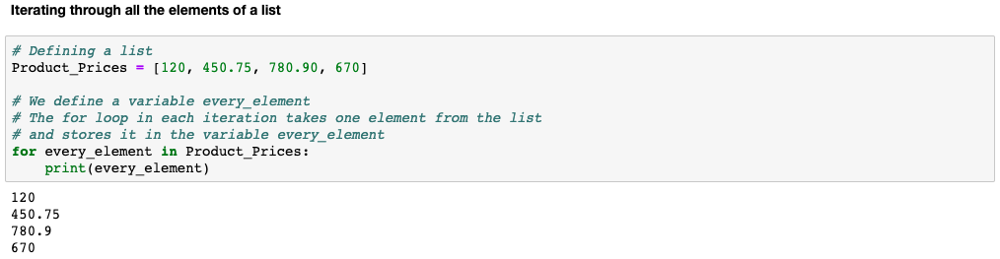 Iterating through all the elements of a list
# Defining a list
Product_Prices = [120, 450.75, 780.90, 670]
# We define a variable every_element
# The for loop in each iteration takes one element from the list
# and stores it in the variable every_element
for every_element in Product_Prices:
    print(every_element)
120
450.75
780.9
670